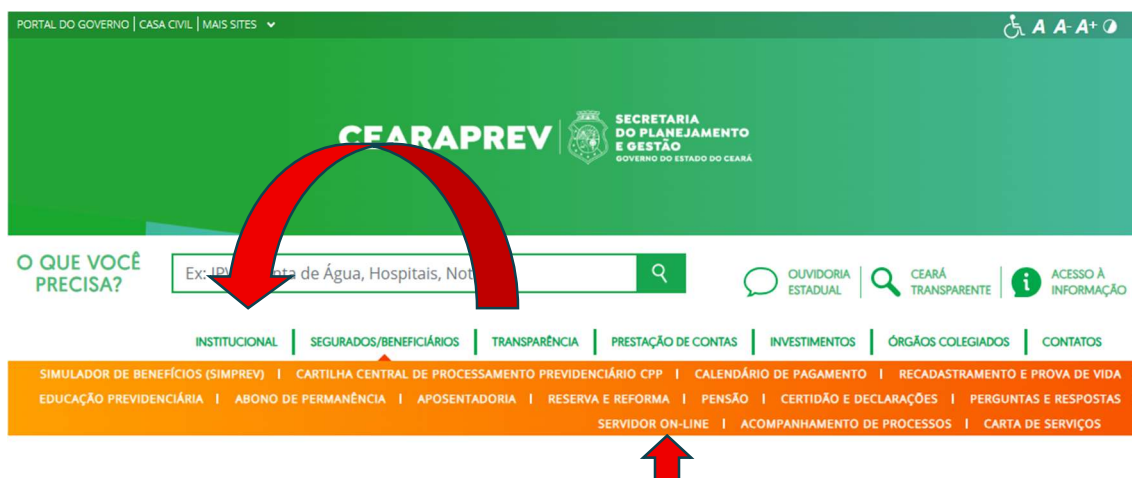 PORTAL DO GOVERNO | CASA CIVIL | MAIS SITES
A A- A+
CEARAPREV
SECRETARIA
DO PLANEJAMENTO
E GESTÃO
GOVERNO DO ESTADO DO CEARÁ
O QUE VOCÊ
PRECISA?
Ex: de Água, Hospitais,
OUVIDORIA
ESTADUAL
CEARÁ
TRANSPARENTE
ACESSO À
INFORMAÇÃO
INSTITUCIONAL | SEGURADOS/BENEFICIÁRIOS | TRANSPARÊNCIA | PRESTAÇÃO DE CONTAS | INVESTIMENTOS | ÓRGÃOS COLEGIADOS | CONTATOS
SIMULADOR DE BENEFÍCIOS (SIMPREV) | CARTILHA CENTRAL DE PROCESSAMENTO PREVIDENCIÁRIO CPP | CALENDÁRIO DE PAGAMENTO | RECADASTRAMENTO E PROVA DE VIDA
EDUCAÇÃO PREVIDENCIÁRIA | ABONO DE PERMANÊNCIA | APOSENTADORIA | RESERVA E REFORMA | PENSÃO | CERTIDÃO E DECLARAÇÕES | PERGUNTAS E RESPOSTAS
SERVIDOR ON-LINE | ACOMPANHAMENTO DE PROCESSOS | CARTA DE SERVIÇOS